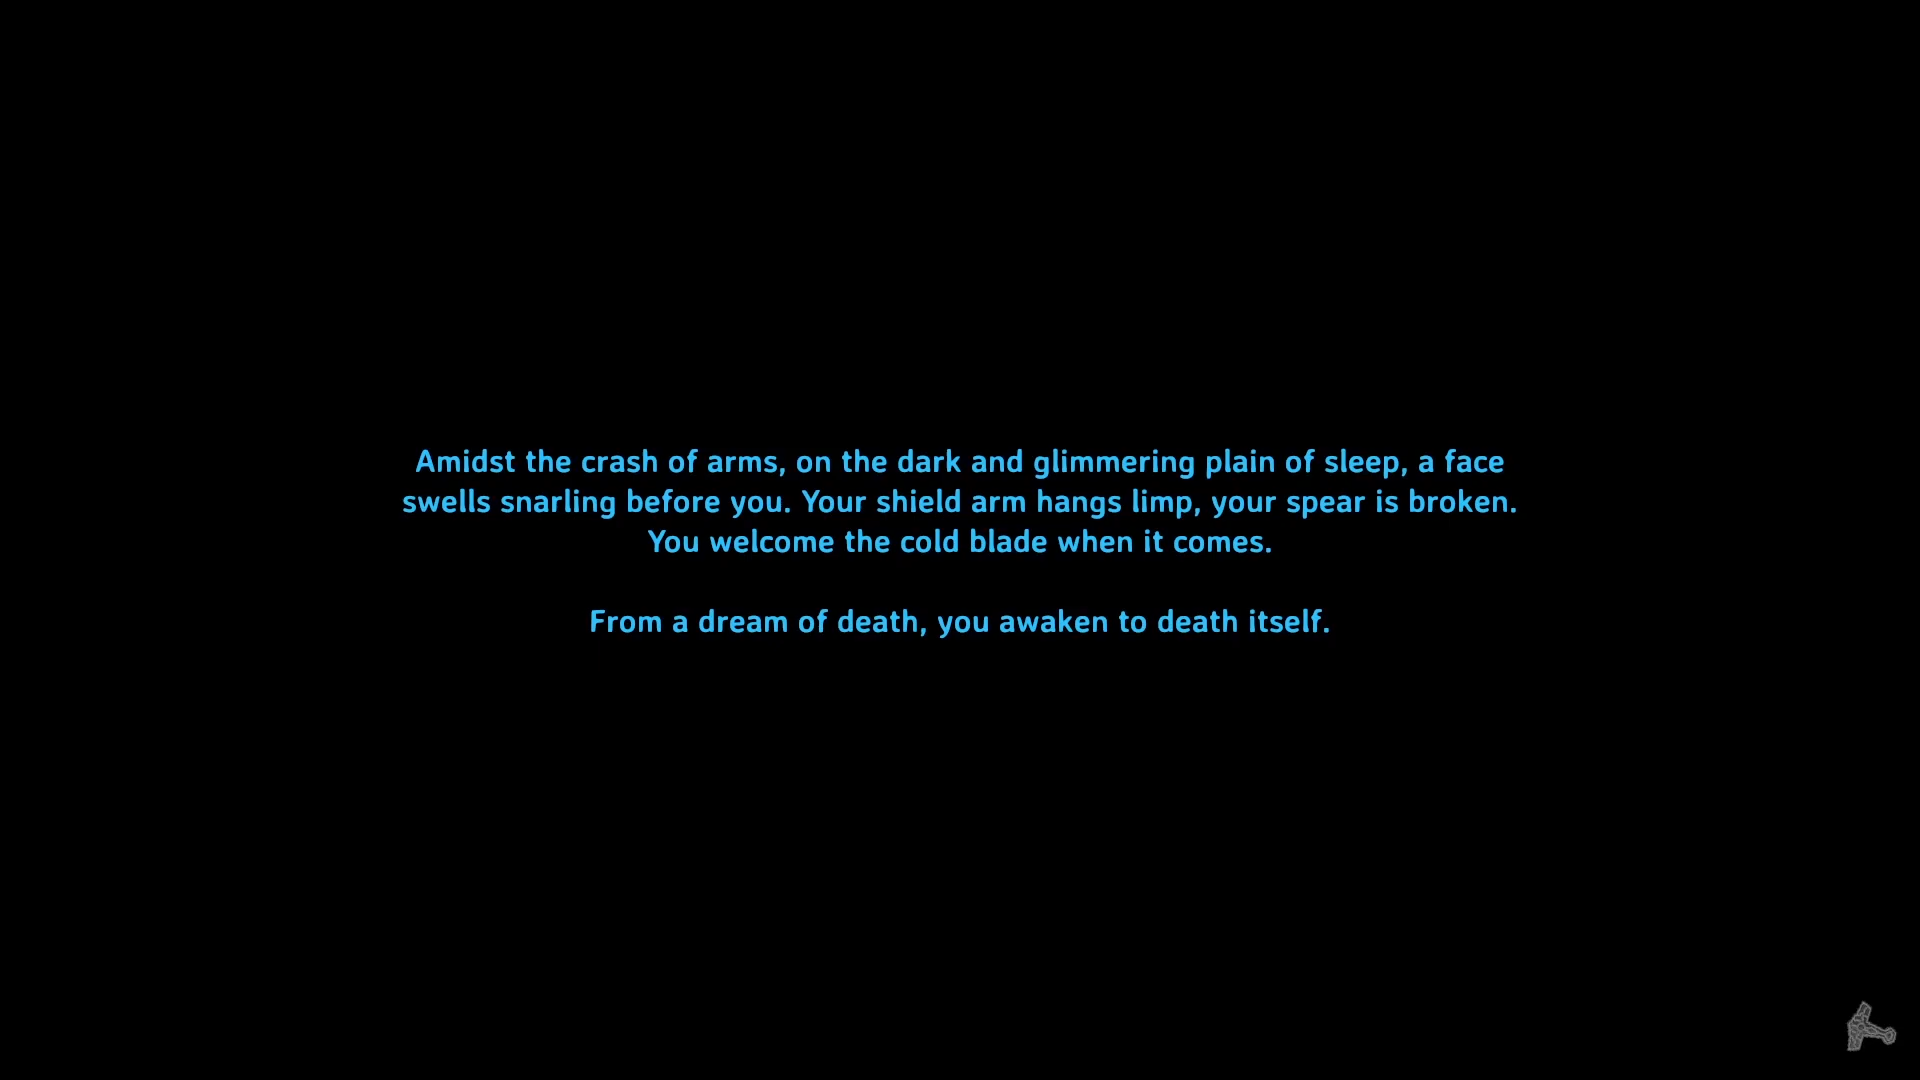 Amidst the crash of arms, on the dark and glimmering plain of sleep, a face
swells snarling before you. Your shield arm hangs limp, your spear is broken.
You welcome the cold blade when it comes.
From a dream of death, you awaken to death itself.